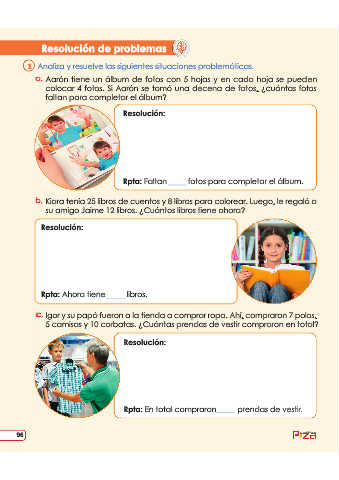 Resolución de problemas
1 Analiza y resuelve las siguientes situaciones problemáticas.
a. Aarón tiene un álbum de fotos con 5 hojas y en cada hoja se pueden
colocar 4 fotos. Si Aarón se tomó una decena de fotos, ¿cuántas fotos
faltan para completar el álbum?
Resolución:
Rpta: Faltan ____ fotos para completar el álbum.
b. Kiara tenía 25 libros de cuentos y 8 libros para colorear. Luego, le regaló a
su amigo Jaime 12 libros. ¿Cuántos libros tiene ahora?
Resolución:
Rpta: Ahora tiene ____ libros.
c. Igor y su papá fueron a la tienda a comprar ropa. Ahí, compraron 7 polos,
5 camisas y 10 corbatas. ¿Cuántas prendas de vestir compraron en total?
Resolución:
Rpta: En total compraron____ prendas de vestir.
96
PIZA